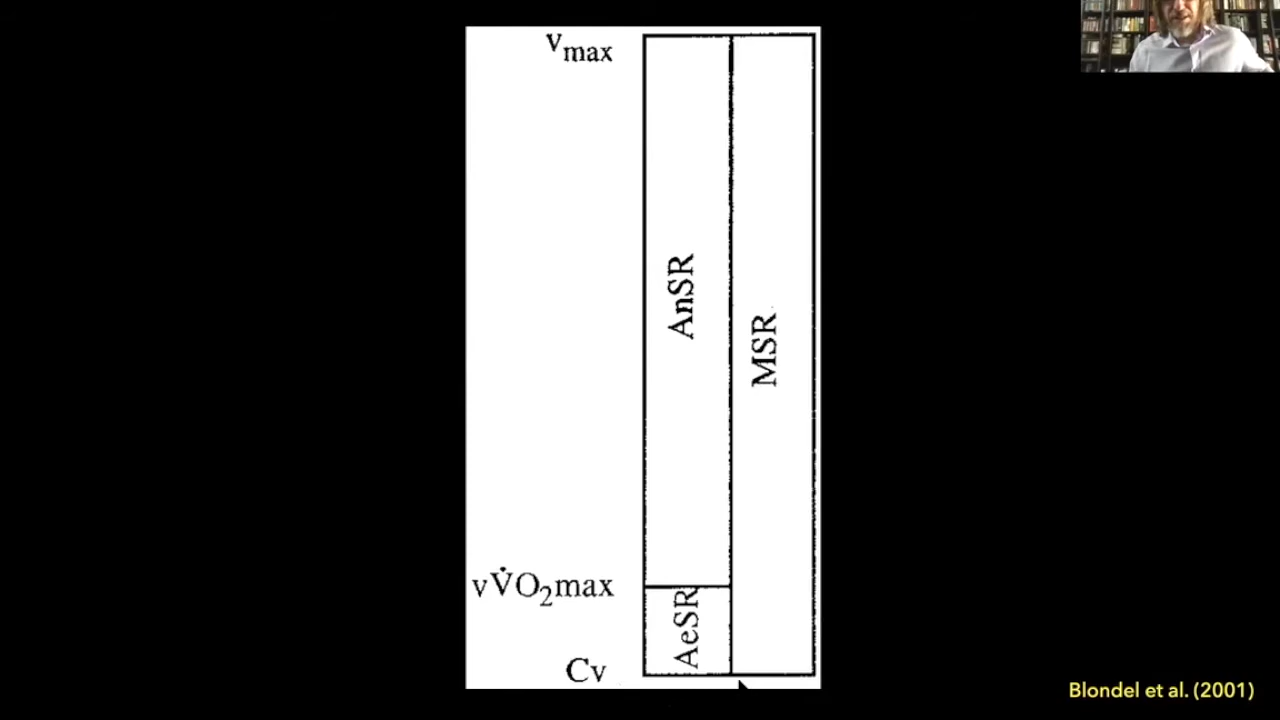 vmax
AnSR
MSR
vV̇O2max
AeSR
Cv
Blondel et al. (2001)